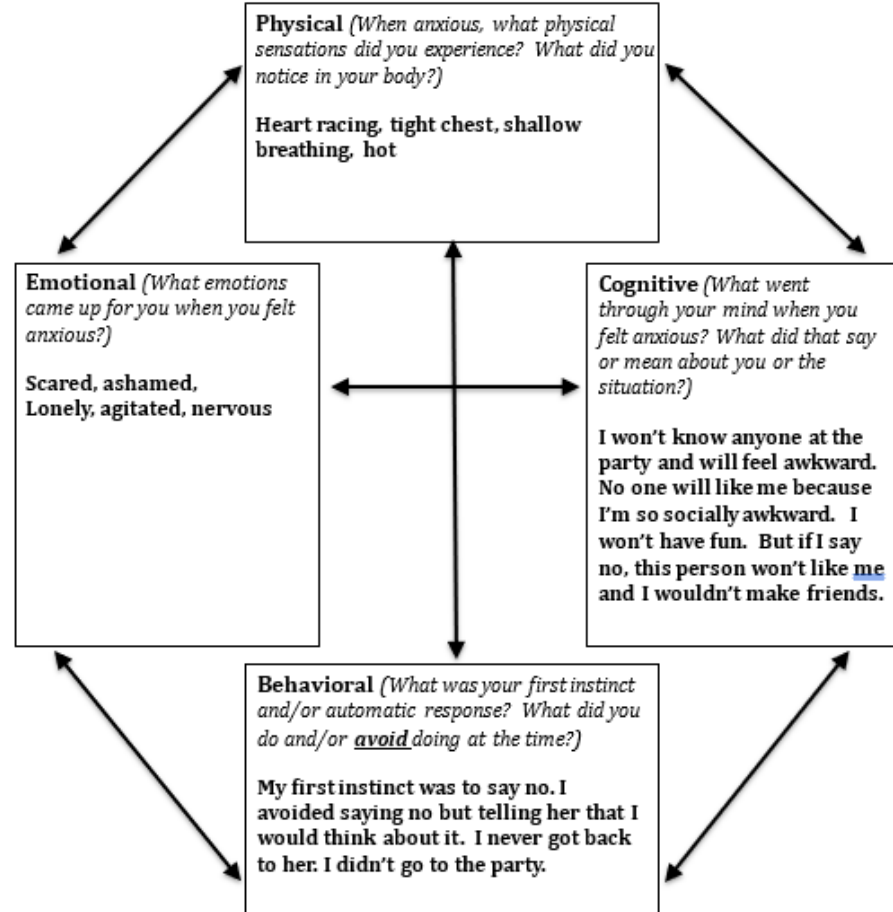 Physical (When anxious, what physical
sensations did you experience? What did you
notice in your body?)
Heart racing, tight chest, shallow
breathing, hot
Emotional (What emotions
came up for you when you felt
anxious?)
Scared, ashamed,
Lonely, agitated, nervous
Cognitive (What went
through your mind when you
felt anxious? What did that say
or mean about you or the
situation?)
I won't know anyone at the
party and will feel awkward.
No one will like me because
I'm so socially awkward. I
won't have fun. But if I say
no, this person won't like me
and I wouldn't make friends.
Behavioral (What was your first instinct
and/or automatic response? What did you
do and/or avoid doing at the time?)
My first instinct was to say no. I
avoided saying no but telling her that I
would think about it. I never got back
to her. I didn't go to the party.